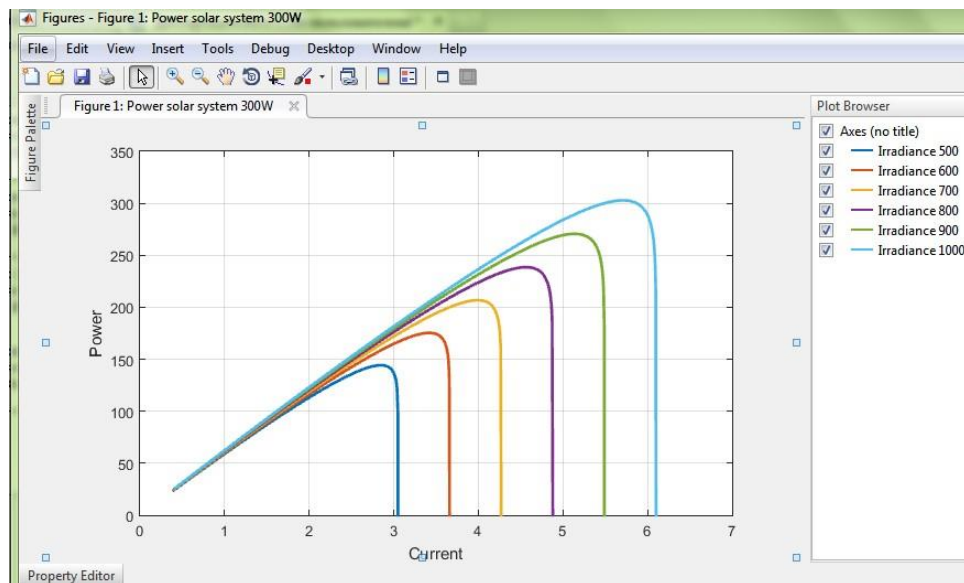 Figures - Figure 1: Power solar system 300W
File Edit View Insert Tools Debug Desktop Window Help
Figure Palette
Figure 1: Power solar system 300W
Plot Browser
Axes (no title)
Irradiance 500
Irradiance 600
Irradiance 700
Irradiance 800
Irradiance 900
Irradiance 1000
350
300
250
200
150
100
50
0
Power
0 1 2 3 4 5 6 7
Current
Property Editor